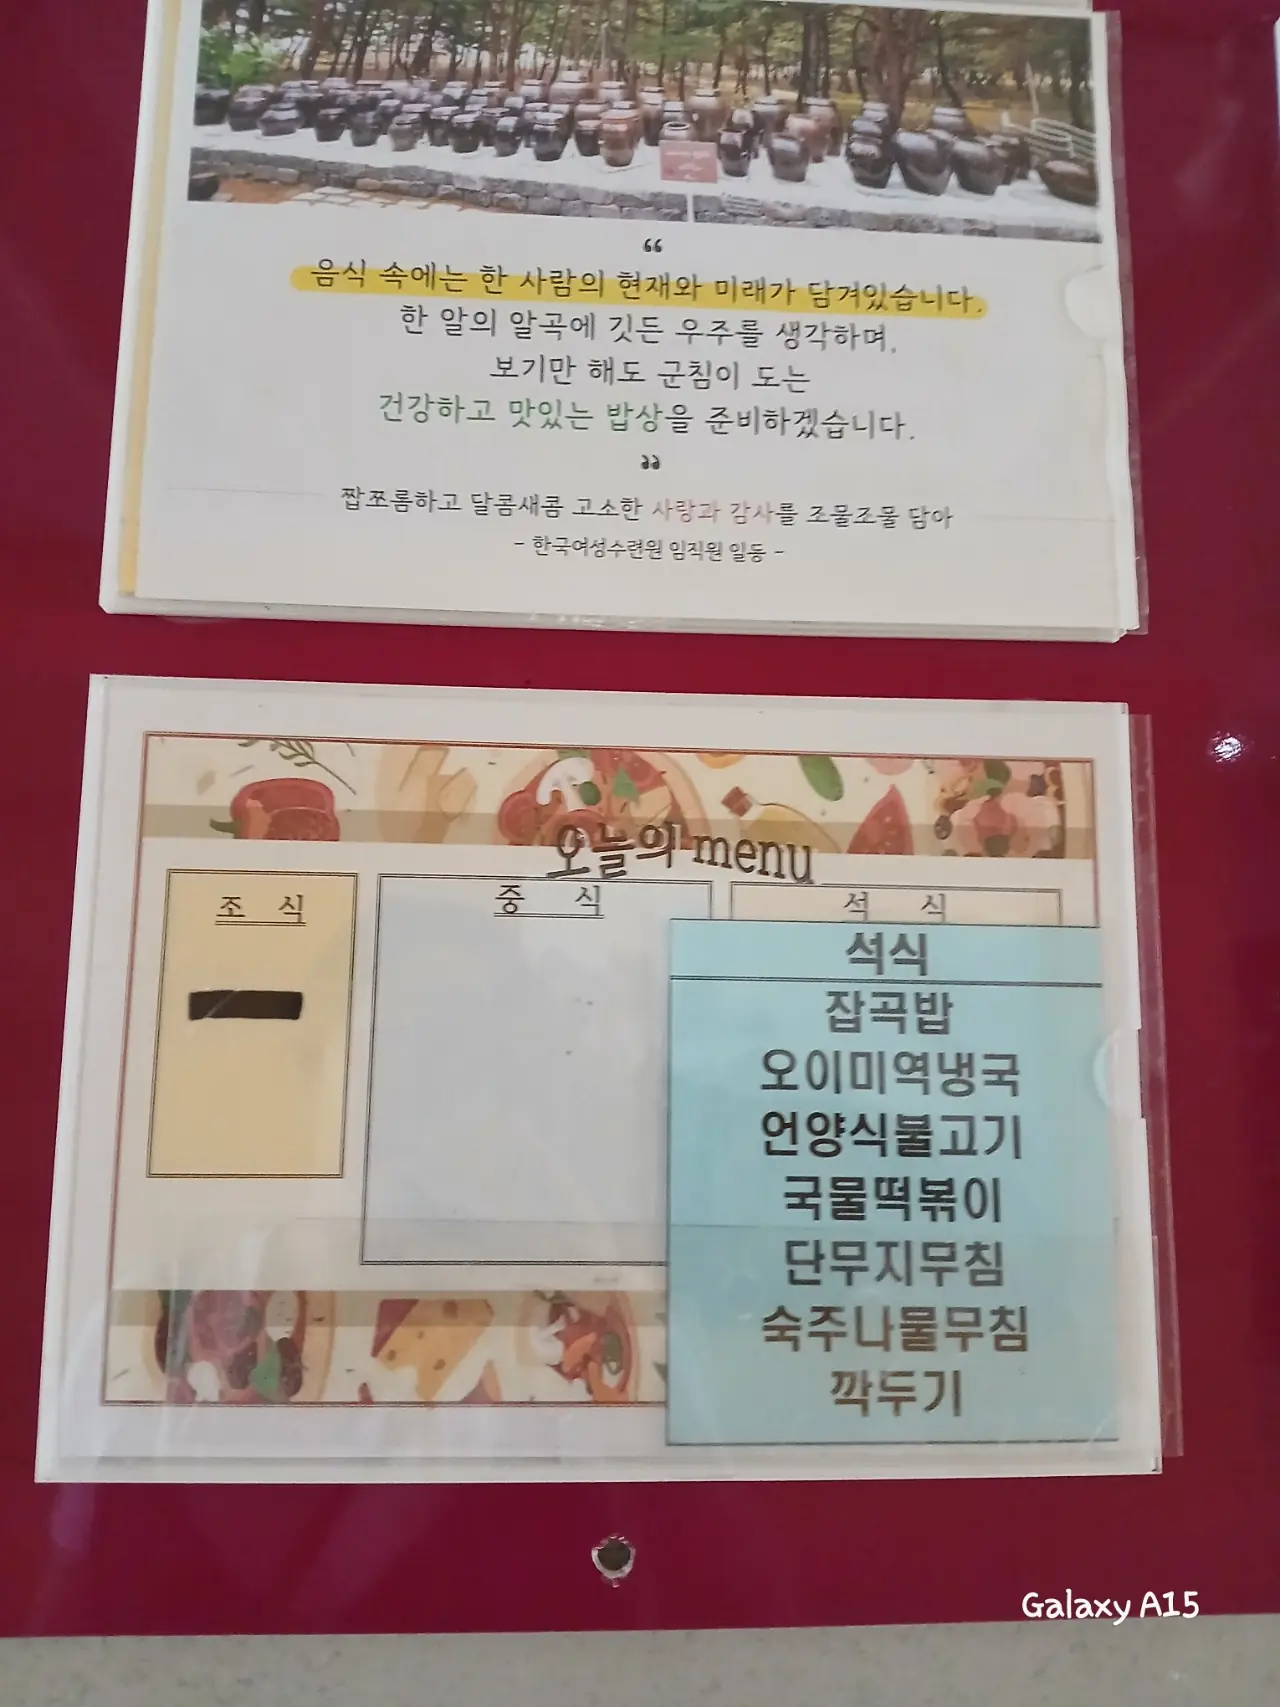 “
음식 속에는 한 사람의 현재와 미래가 담겨있습니다.
한 알의 알곡에 깃든 우주를 생각하며,
보기만 해도 군침이 도는
건강하고 맛있는 밥상을 준비하겠습니다.
”
짭쪼름하고 달콤새콤 고소한 사랑과 감사를 조물조물 담아
- 한국여성수련원 임직원 일동 -
오늘의 menu
조 식
중 식
석 식
석식
잡곡밥
오이미역냉국
언양식불고기
국물떡볶이
단무지무침
숙주나물무침
깍두기
Galaxy A15